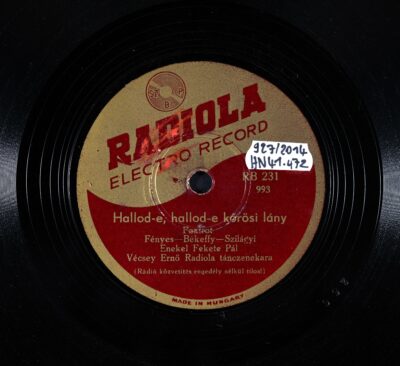 RADIOLA
ELECTRO RECORD
927/2014
HN41.472
RB 231
993
Hallod-e, hallod-e kőrösi lány
Foxtrot
Fényes—Békeffy—Szilágyi
Énekel Fekete Pál
Vécsey Ernő Radiola tánczenekara
(Rádió közvetítés engedély nélkül tilos!)
MADE IN HUNGARY